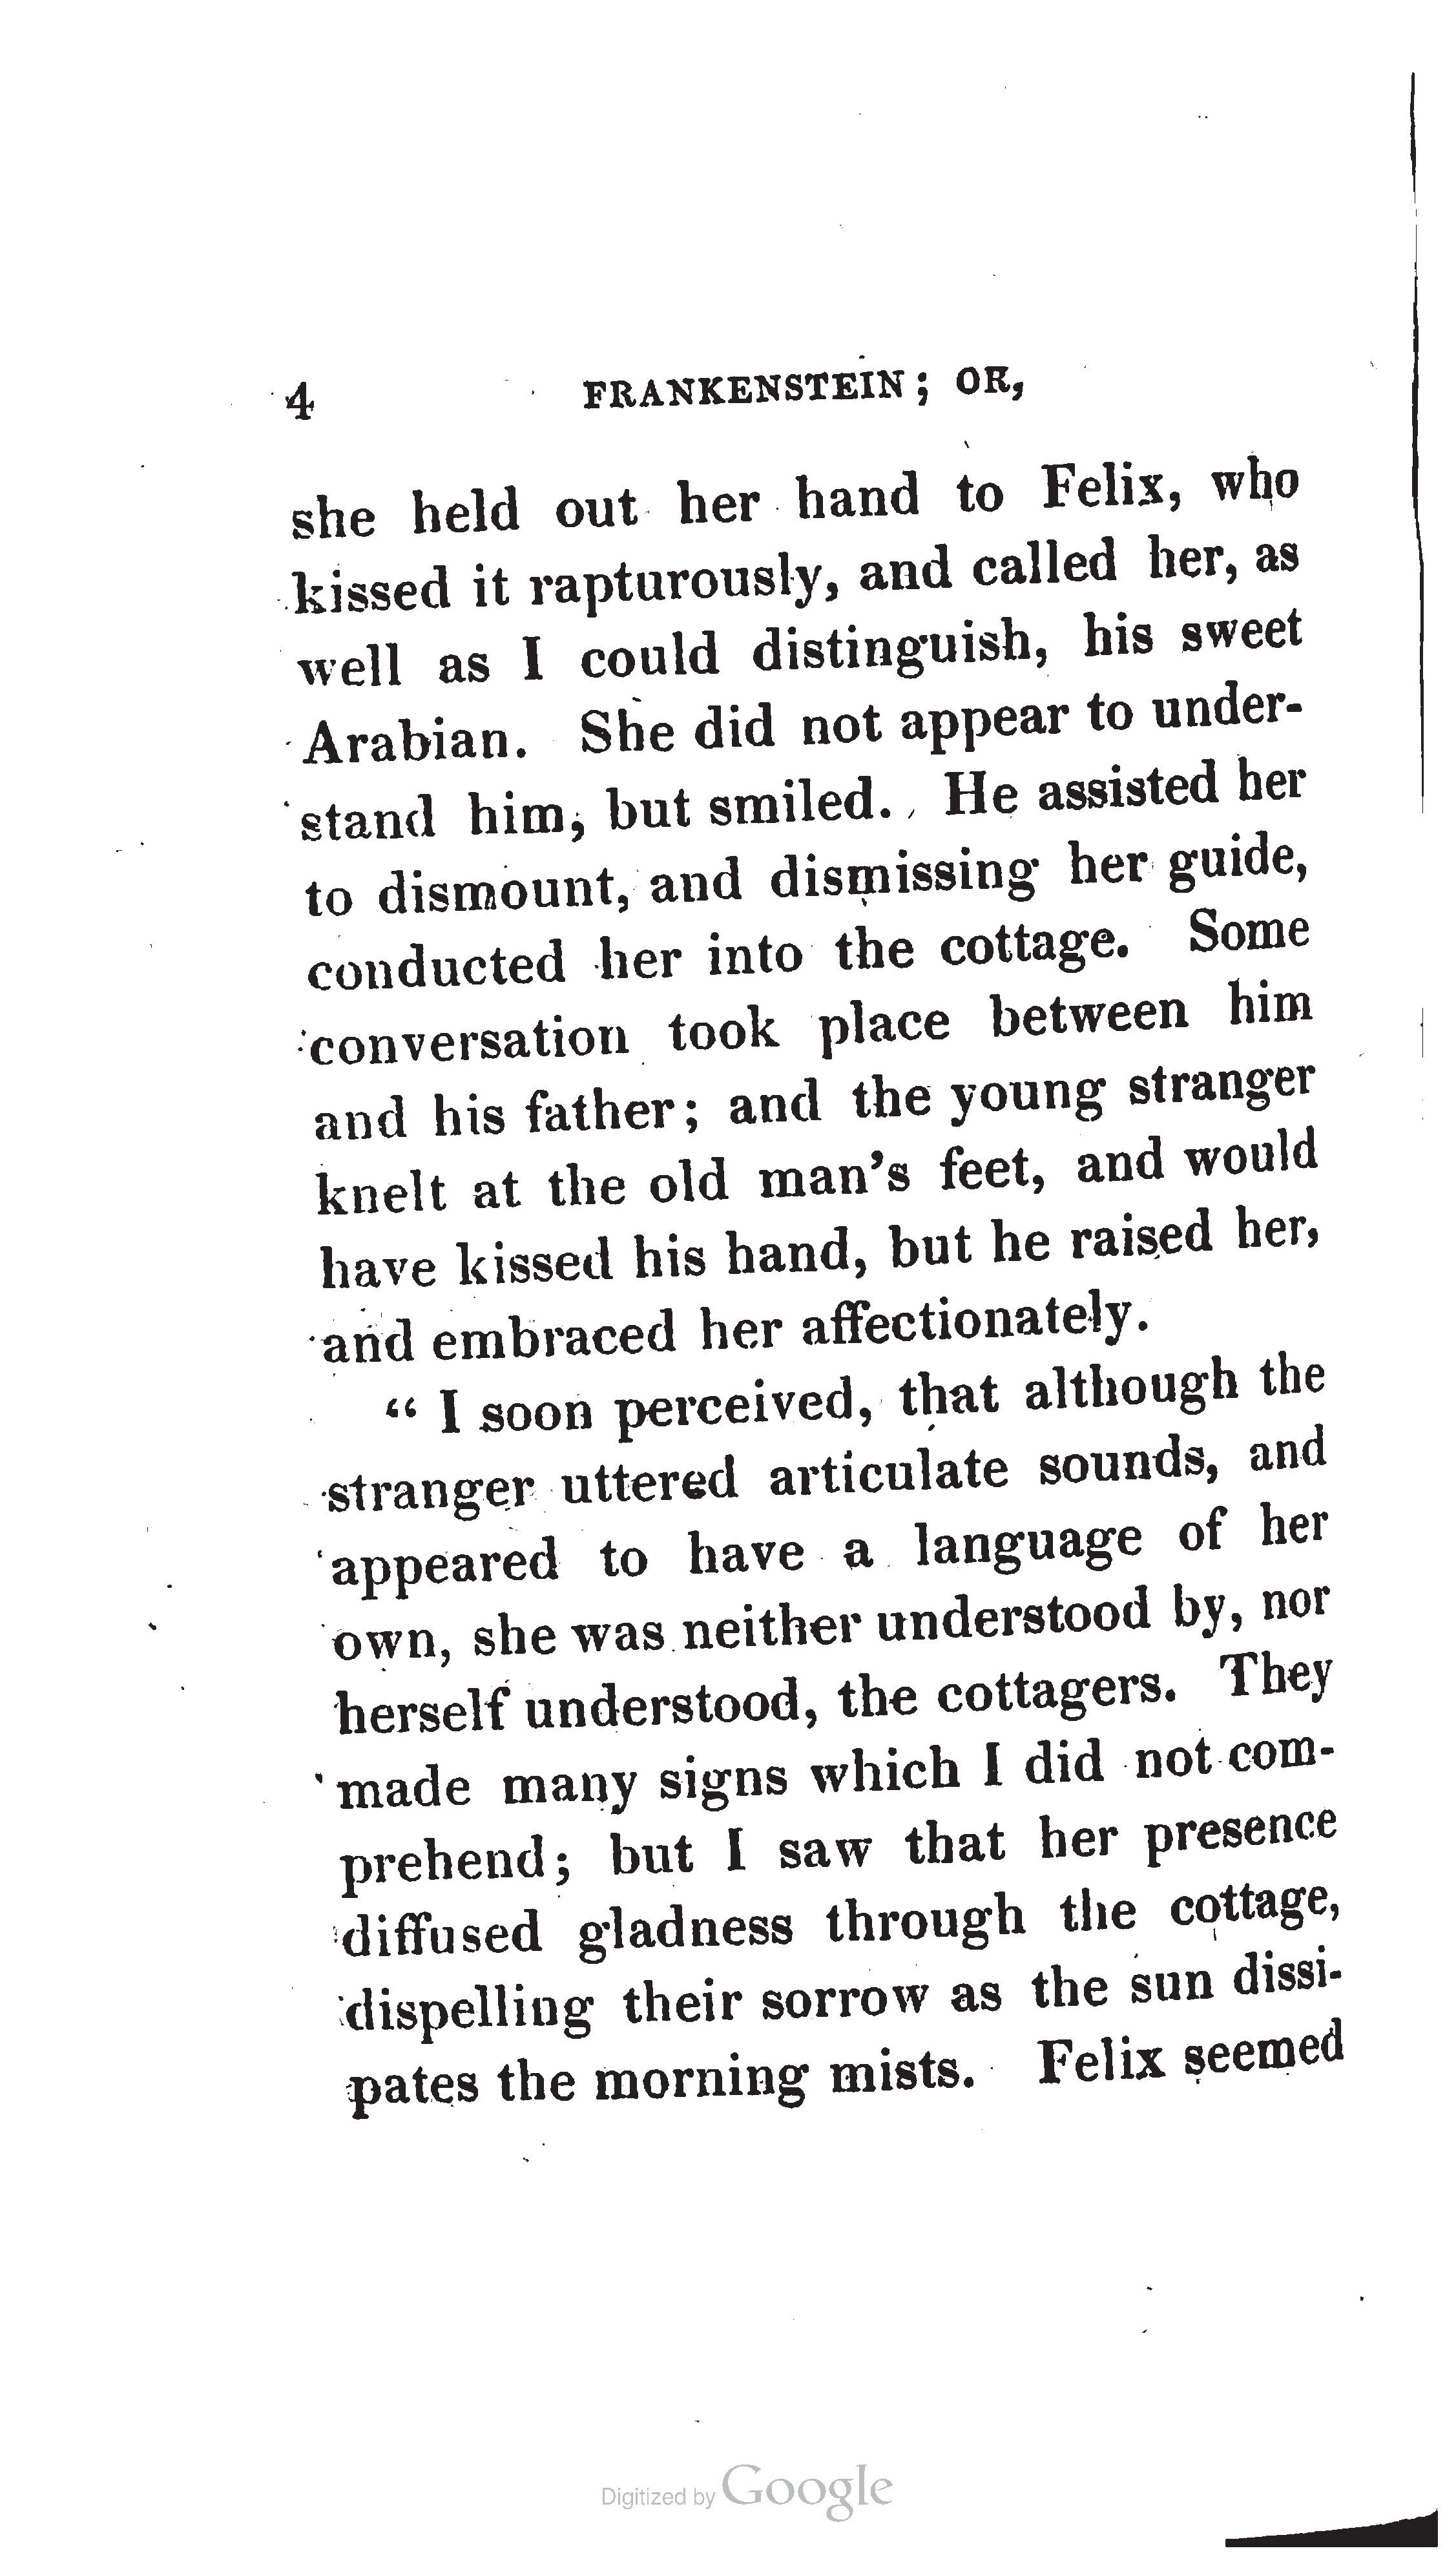 4 FRANKENSTEIN; OR,
she held out her hand to Felix, who
kissed it rapturously, and called her, as
well as I could distinguish, his sweet
Arabian. She did not appear to under-
stand him, but smiled. He assisted her
to dismount, and dismissing her guide,
conducted her into the cottage. Some
conversation took place between him
and his father; and the young stranger
knelt at the old man's feet, and would
have kissed his hand, but he raised her,
and embraced her affectionately.
“ I soon perceived, that although the
stranger uttered articulate sounds, and
appeared to have a language of her
own, she was neither understood by, nor
herself understood, the cottagers. They
made many signs which I did not com-
prehend; but I saw that her presence
diffused gladness through the cottage,
dispelling their sorrow as the sun dissi-
pates the morning mists. Felix seemed
Digitized by Google